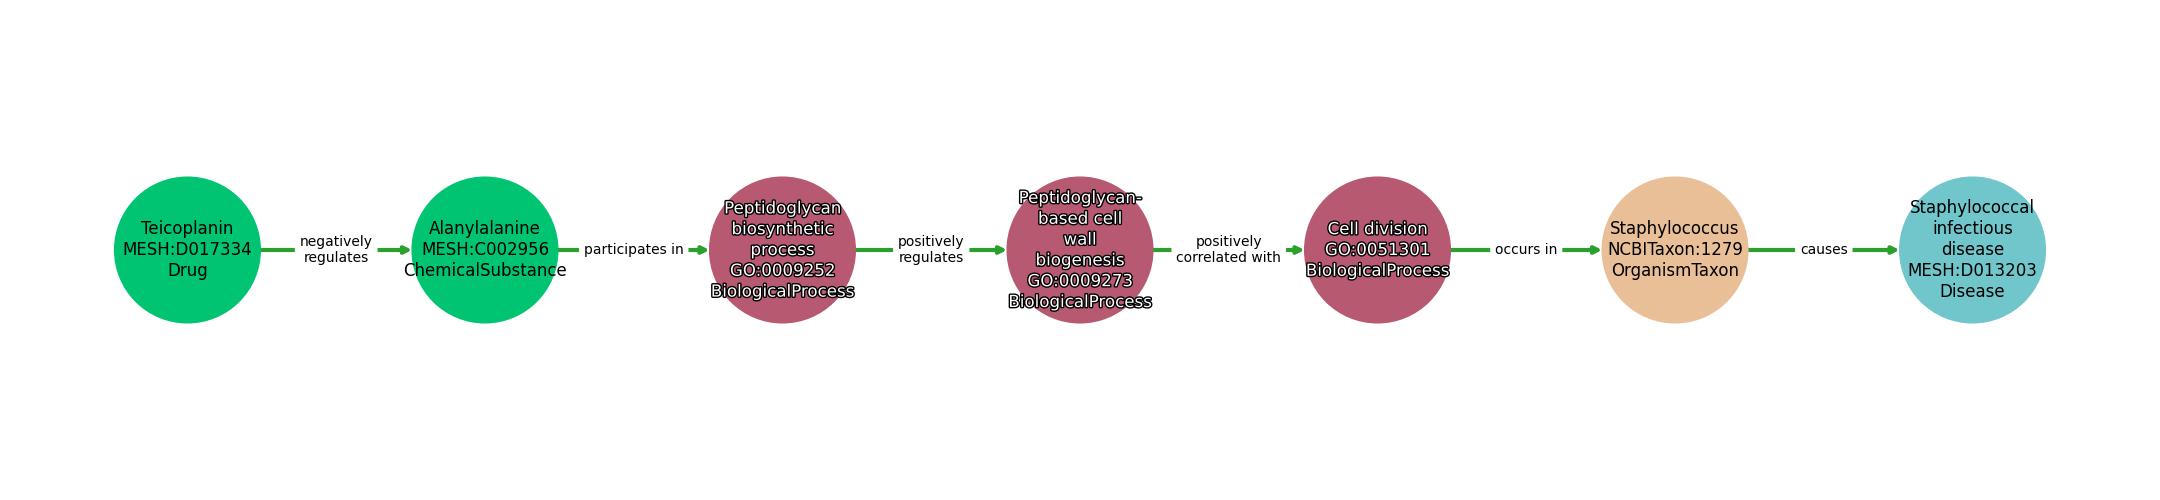 Teicoplanin
MESH:D017334
Drug
negatively
regulates
Alanylalanine
MESH:C002956
ChemicalSubstance
participates in
Peptidoglycan
biosynthetic
process
GO:0009252
BiologicalProcess
positively
regulates
Peptidoglycan-
based cell
wall
biogenesis
GO:0009273
BiologicalProcess
positively
correlated with
Cell division
GO:0051301
BiologicalProcess
occurs in
Staphylococcus
NCBITaxon:1279
OrganismTaxon
causes
Staphylococcal
infectious
disease
MESH:D013203
Disease